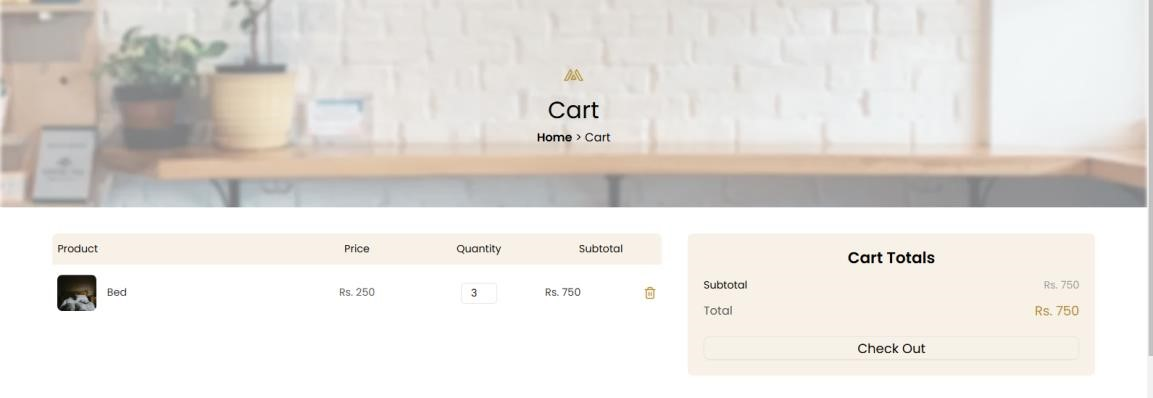 Cart
Home > Cart
Product Price Quantity Subtotal
Bed Rs. 250 3 Rs. 750
Cart Totals
Subtotal Rs. 750
Total Rs. 750
Check Out